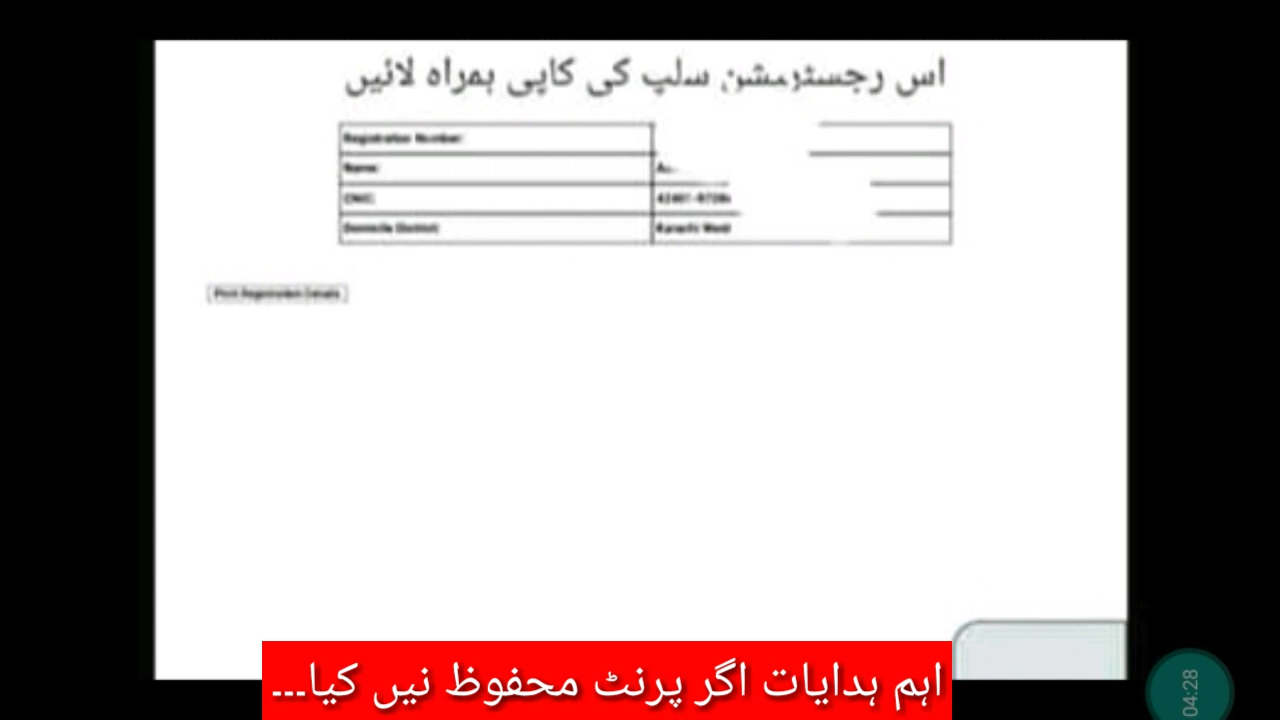 اس رجسٹریشن سلپ کی کاپی ہمراہ لائیں
Registration Number:
Name:
CNIC:
Domicile District: Karachi West
Print Registration Details
اہم ہدایات اگر پرنٹ محفوظ نیں کیا...
04:28